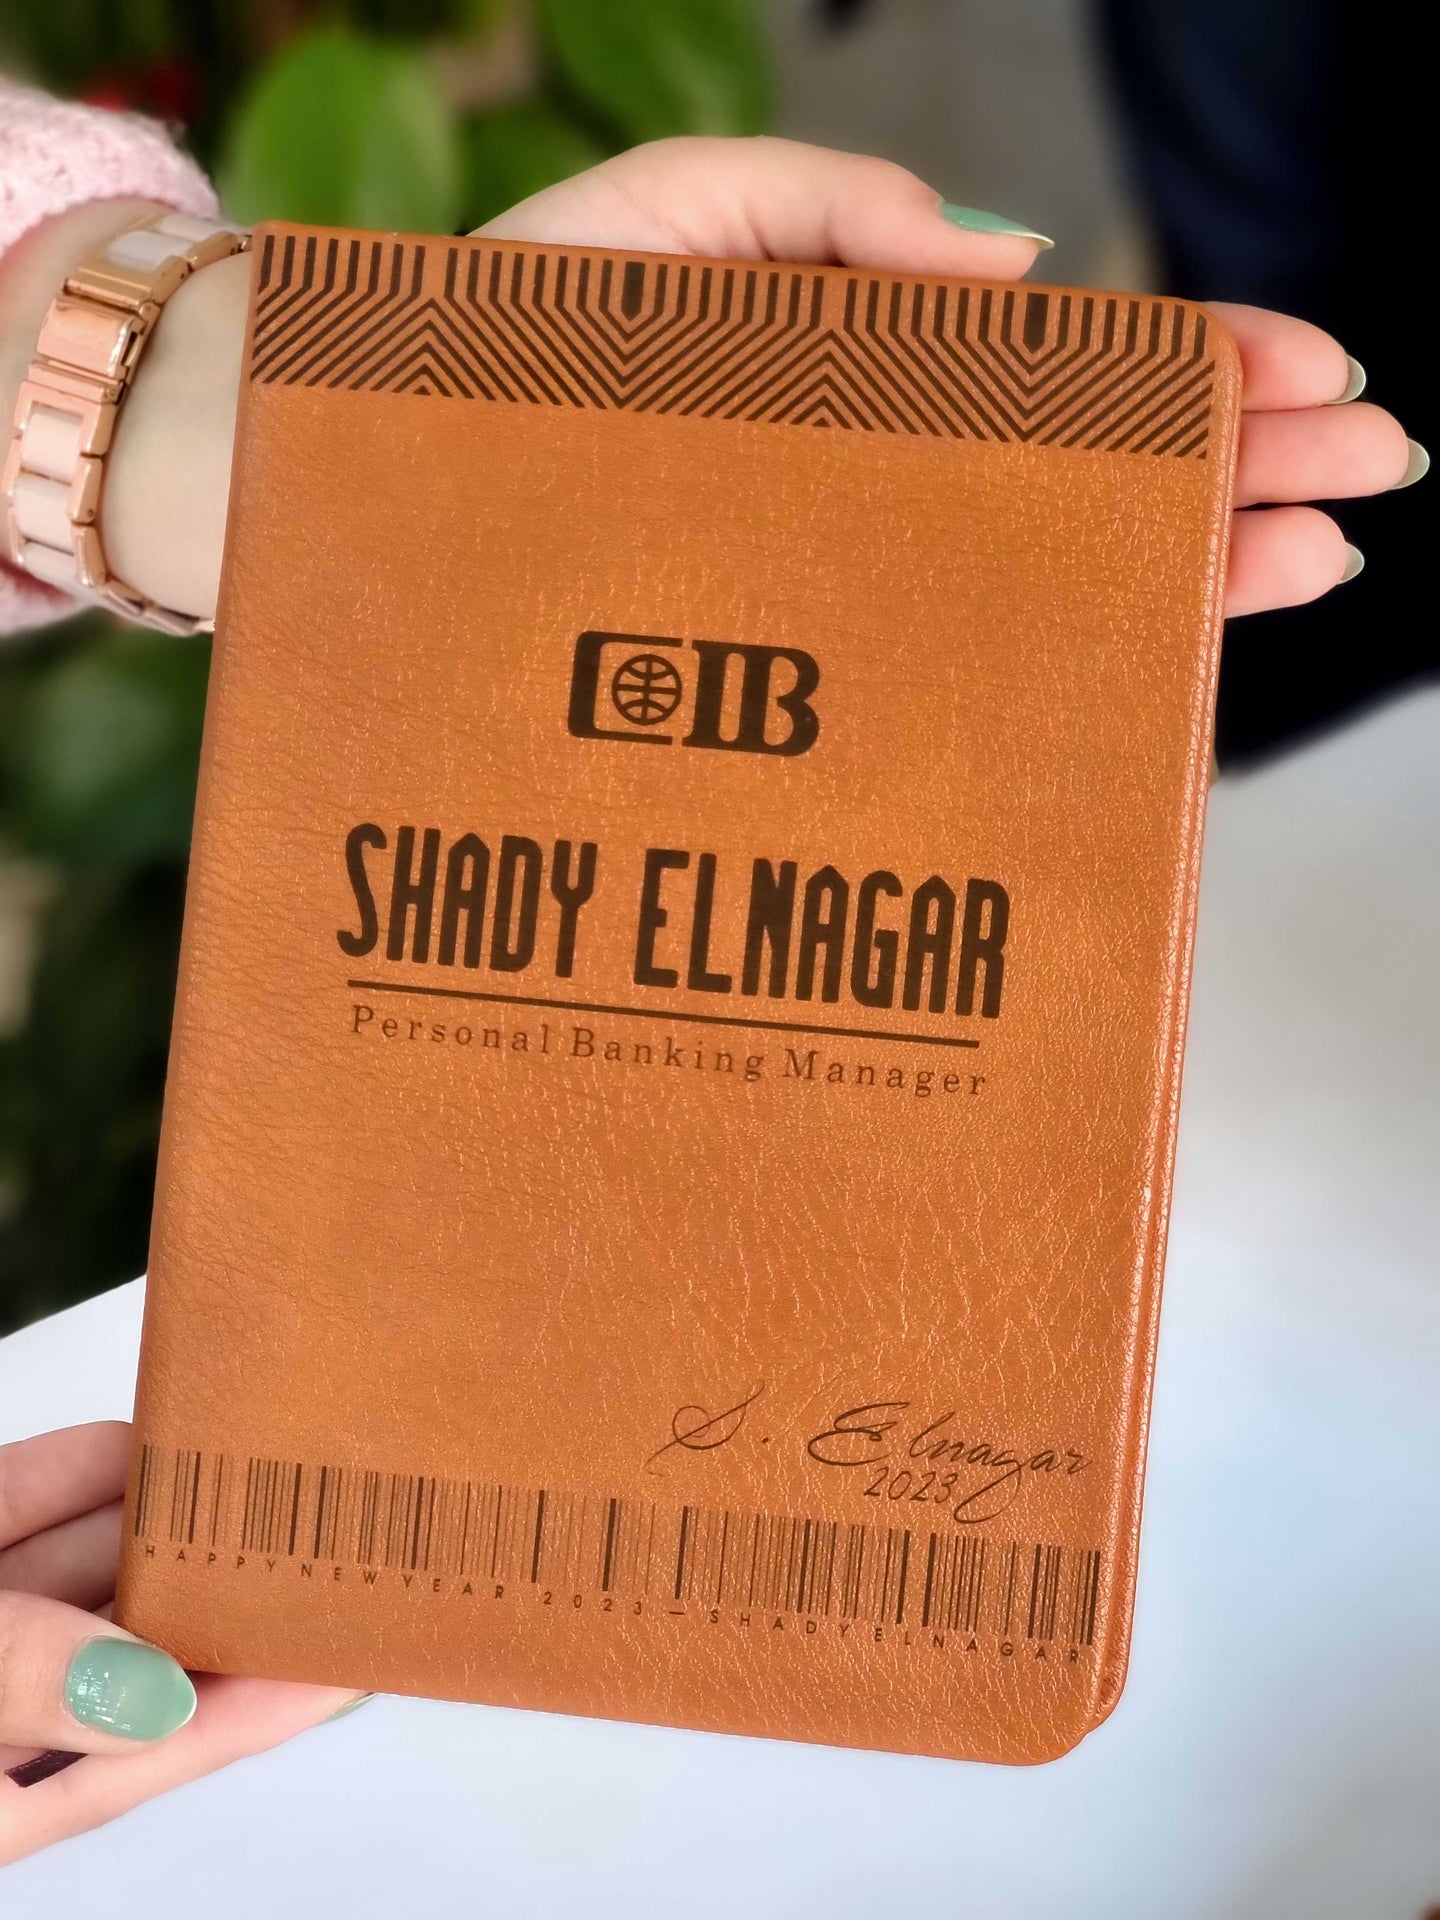 CIB
SHADY ELNAGAR
Personal Banking Manager
S. Elnagar
2023
HAPPY NEW YEAR 2023 — SHADY ELNAGAR